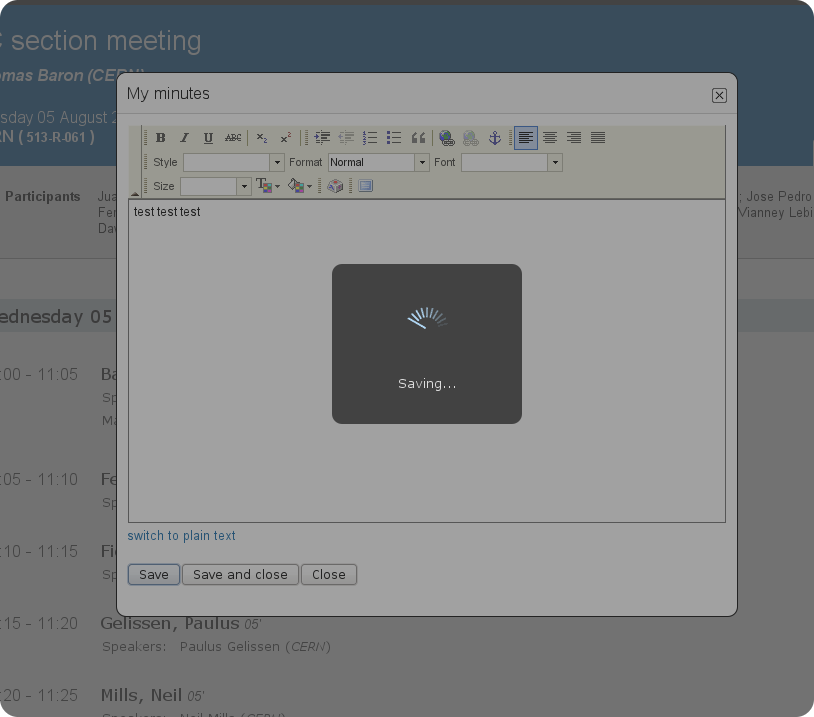 section meeting
omas Baron (CERN)
My minutes
sday 05 August 2
RN ( 513-R-061 )
B I U ABC
Style Format Normal Font
Size
Participants
Jua
; Jose Pedro
Fer
Vianney Lebi
Dav
test test test
ednesday 05
Saving...
:00 - 11:05 Ba
Sp
Ma
:05 - 11:10 Fe
Sp
switch to plain text
:10 - 11:15 Fi
Sp
Save Save and close Close
:15 - 11:20 Gelissen, Paulus 05'
Speakers: Paulus Gelissen (CERN)
:20 - 11:25 Mills, Neil 05'
Speakers: Neil Mills (CERN)